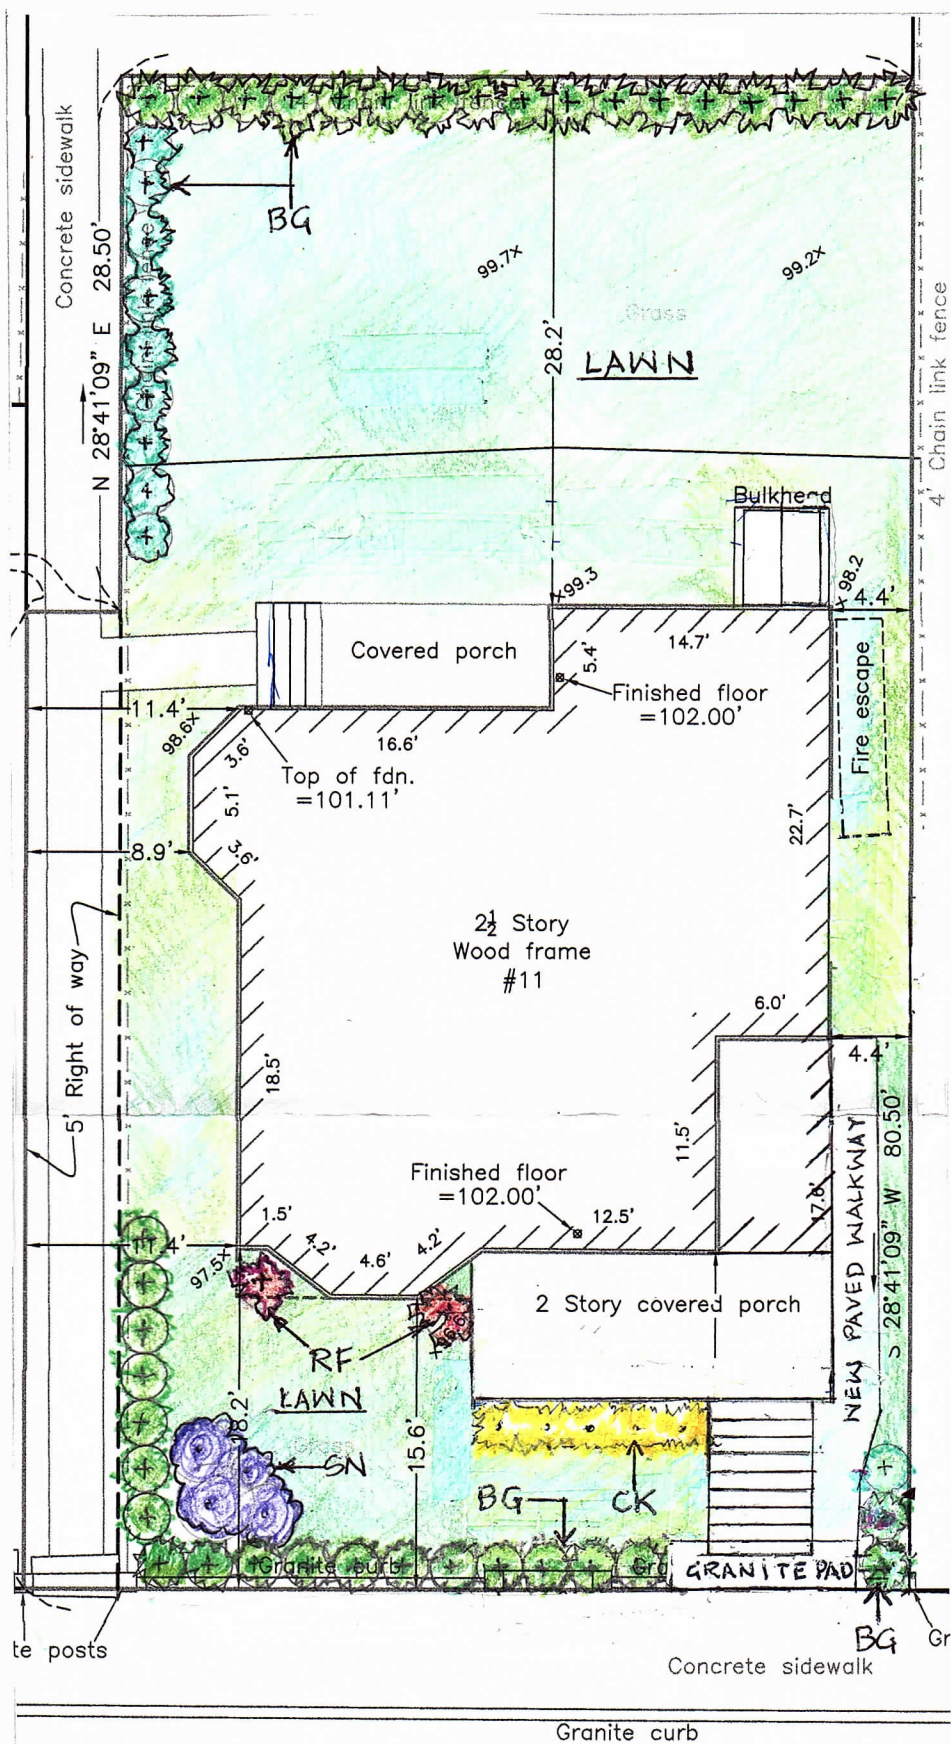 Concrete sidewalk
N 28°41'09" E 28.50'
BG
99.7x
99.2x
Grass
28.2'
LAWN
4' Chain link fence
Bulkhead
x99.3
x 98.2
4.4'
Covered porch
5.4'
14.7'
Finished floor
=102.00'
Fire escape
11.4'
98.6x
3.6'
16.6'
Top of fdn.
=101.11'
5.1'
22.7'
8.9'
3.6'
2½ Story
Wood frame
#11
5' Right of way
6.0'
4.4'
18.5'
11.5'
Finished floor
=102.00'
12.5'
17.6'
NEW PAVED WALKWAY
S 28°41'09" W 80.50'
1.5'
4.2'
4.6'
4.2'
11.4'
97.5x
2 Story covered porch
RF
LAWN
18.2'
15.6'
SN
BG
CK
Granite curb
GRANITE PAD
te posts
BG
Gr
Concrete sidewalk
Granite curb